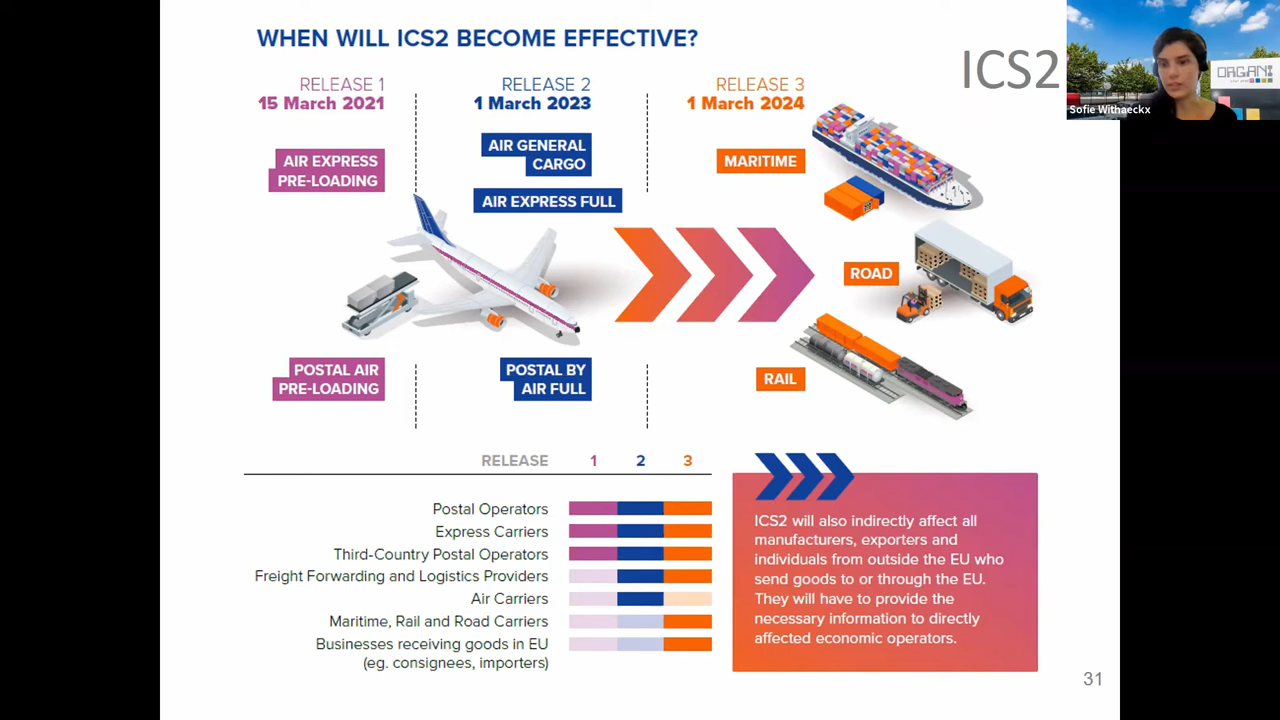 WHEN WILL ICS2 BECOME EFFECTIVE?
ICS2
ORGANI
Sofie Withaeckx
RELEASE 1
15 March 2021
RELEASE 2
1 March 2023
RELEASE 3
1 March 2024
AIR EXPRESS
PRE-LOADING
AIR GENERAL
CARGO
AIR EXPRESS FULL
MARITIME
ROAD
POSTAL AIR
PRE-LOADING
POSTAL BY
AIR FULL
RAIL
RELEASE 1 2 3
Postal Operators
Express Carriers
Third-Country Postal Operators
Freight Forwarding and Logistics Providers
Air Carriers
Maritime, Rail and Road Carriers
Businesses receiving goods in EU
(eg. consignees, importers)
ICS2 will also indirectly affect all
manufacturers, exporters and
individuals from outside the EU who
send goods to or through the EU.
They will have to provide the
necessary information to directly
affected economic operators.
31